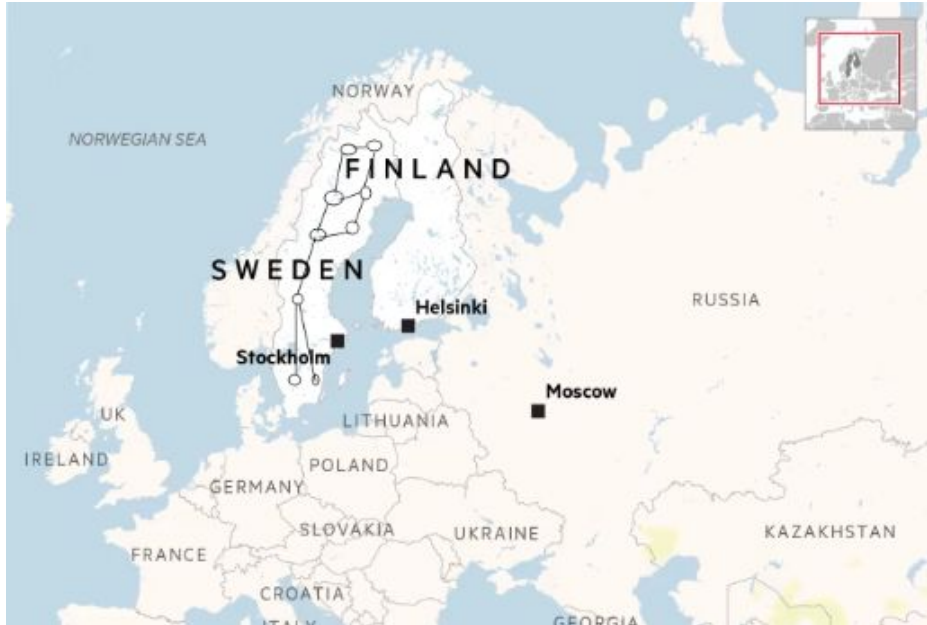 NORWAY
NORWEGIAN SEA
FINLAND
SWEDEN
Helsinki
RUSSIA
Stockholm
Moscow
UK
LITHUANIA
IRELAND
POLAND
GERMANY
SLOVAKIA
UKRAINE
KAZAKHSTAN
FRANCE
CROATIA
ITALY
GEORGIA